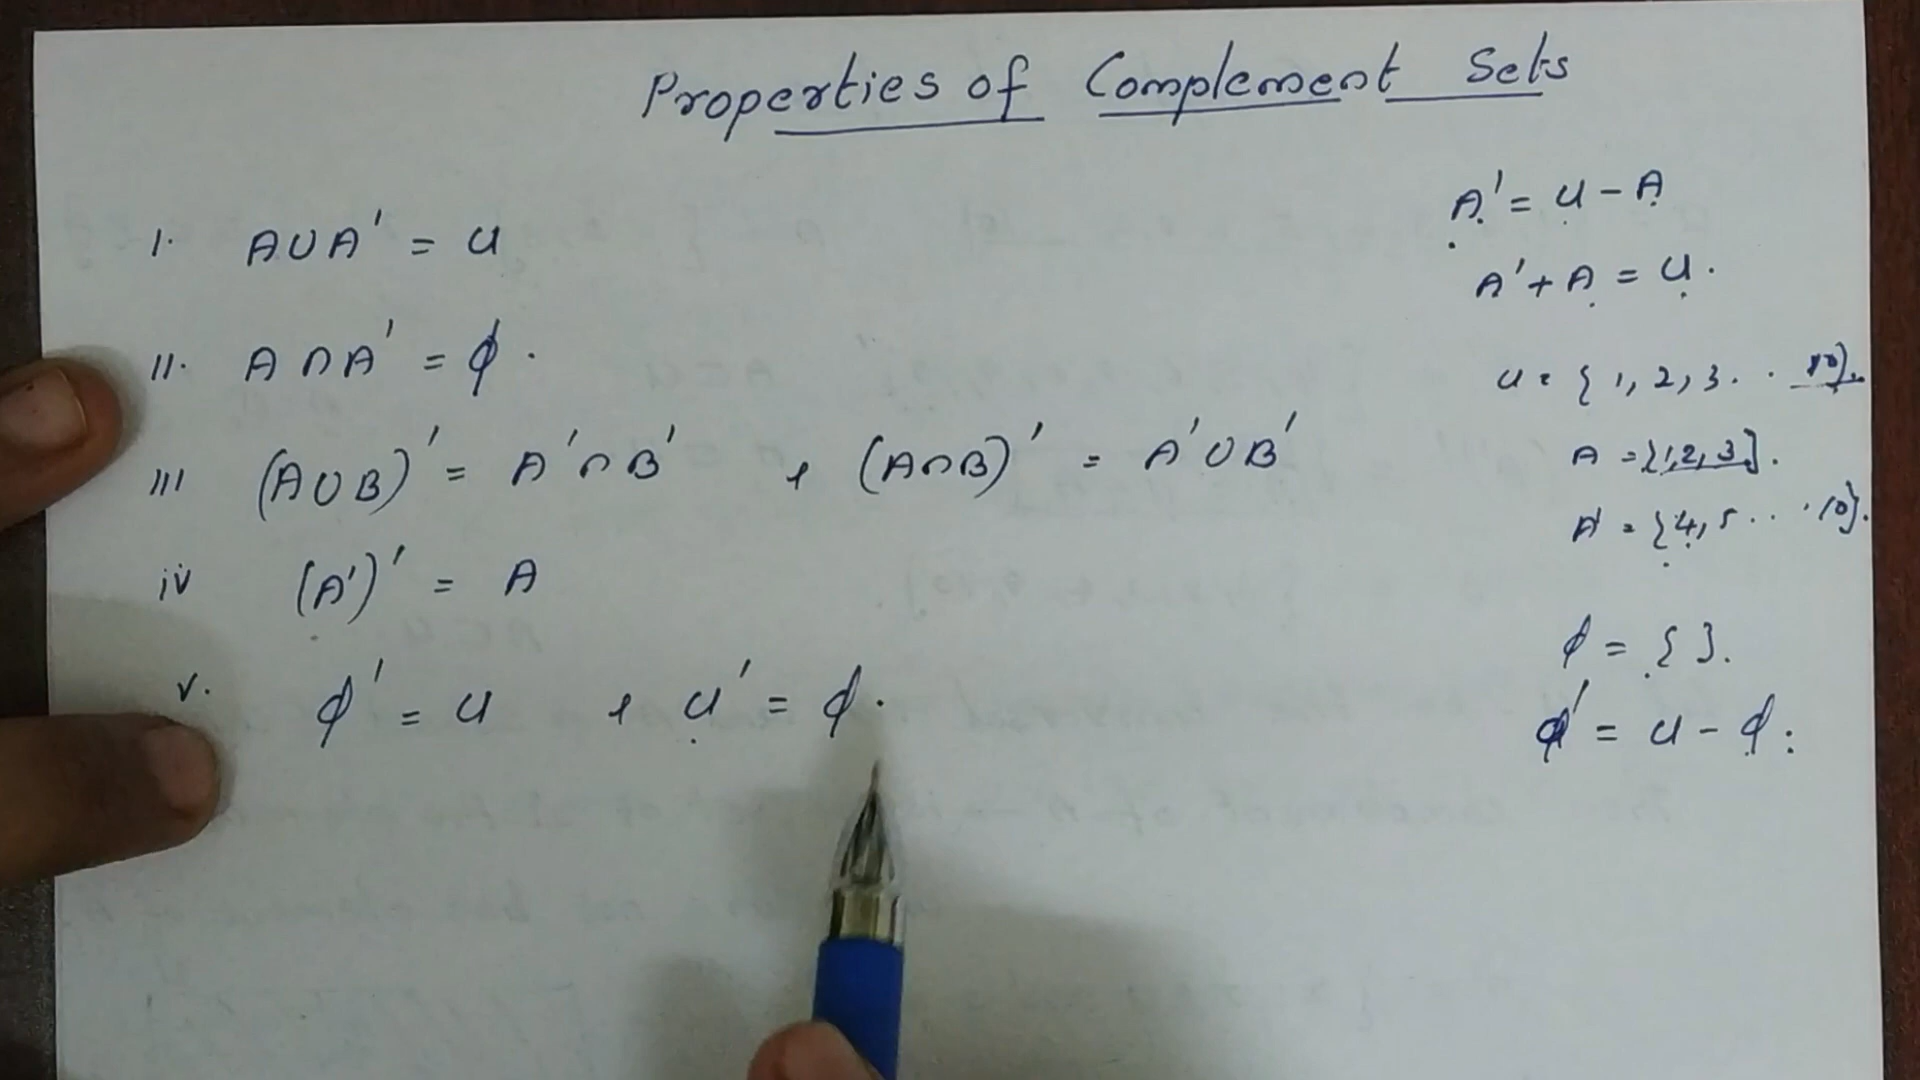 Properties of Complement Sets
I. A∪A' = U
II. A∩A' = ϕ.
III (A∪B)' = A'∩B' & (A∩B)' = A'∪B'
iv (A')' = A
v. ϕ' = U & U' = ϕ.
A' = U - A
A' + A = U.
U = { 1, 2, 3. . 10}.
A = {1,2,3}.
A' = {4,5... 10}.
ϕ = { }.
ϕ' = U - ϕ.